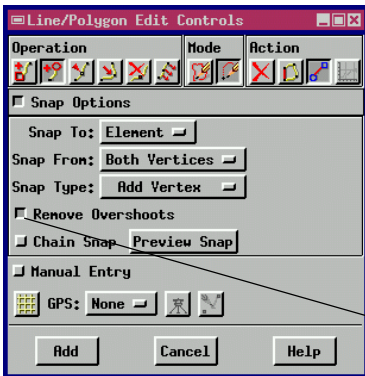 Line/Polygon Edit Controls
Operation Mode Action
Snap Options
Snap To: Element
Snap From: Both Vertices
Snap Type: Add Vertex
Remove Overshoots
Chain Snap Preview Snap
Manual Entry
GPS: None
Add Cancel Help